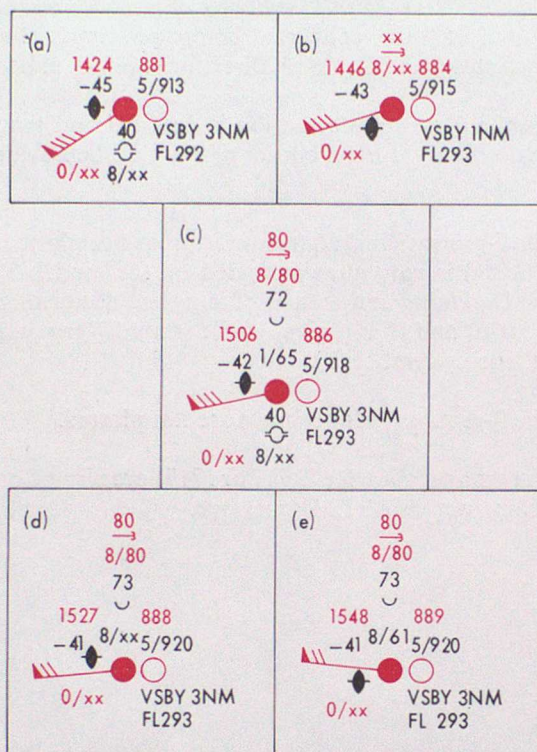 (a)
1424 881
-45 5/913
40 VSBY 3NM
FL292
0/xx 8/xx
(b)
xx
1446 8/xx 884
-43 5/915
VSBY 1NM
FL293
0/xx
(c)
80
8/80
72
1506 886
-42 1/65 5/918
40 VSBY 3NM
FL293
0/xx 8/xx
(d)
80
8/80
73
1527 888
-41 8/xx 5/920
0/xx VSBY 3NM
FL293
(e)
80
8/80
73
1548 889
-41 8/61 5/920
0/xx VSBY 3NM
FL 293